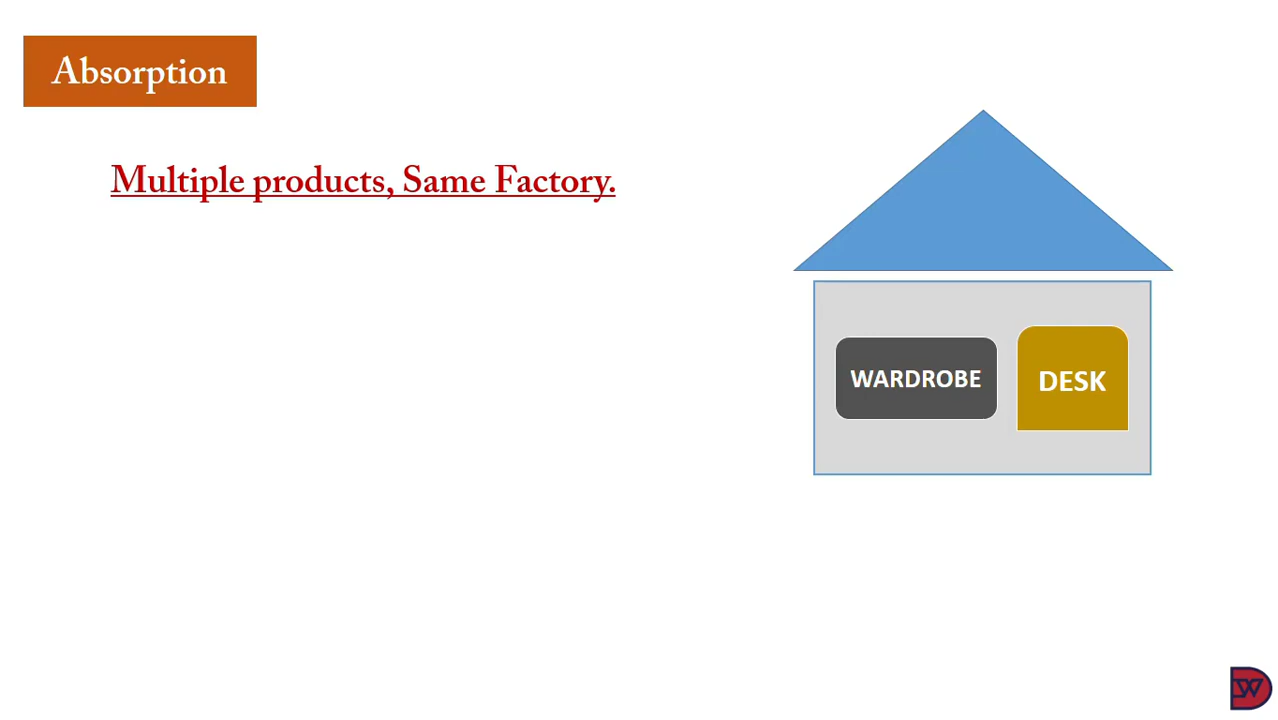 Absorption
Multiple products, Same Factory.
WARDROBE
DESK